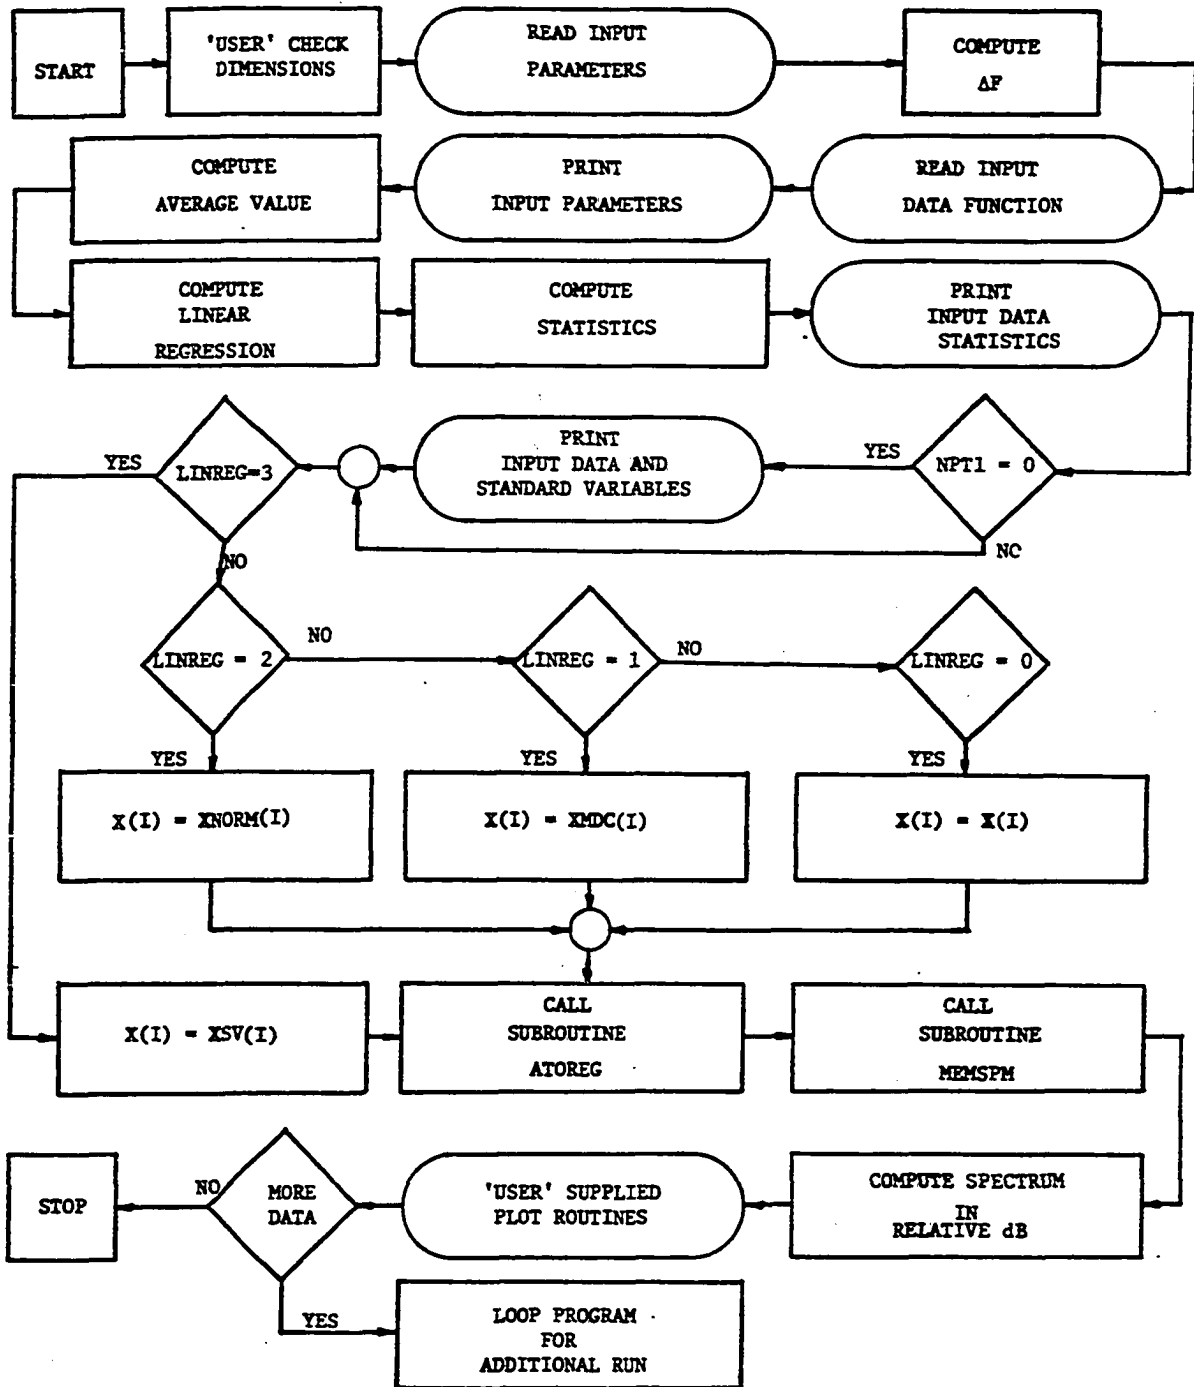 START
'USER' CHECK
DIMENSIONS
READ INPUT
PARAMETERS
COMPUTE
ΔF
READ INPUT
DATA FUNCTION
PRINT
INPUT PARAMETERS
COMPUTE
AVERAGE VALUE
COMPUTE
LINEAR
REGRESSION
COMPUTE
STATISTICS
PRINT
INPUT DATA
STATISTICS
NPT1 = 0
YES
NO
PRINT
INPUT DATA AND
STANDARD VARIABLES
LINREG=3
YES
NO
LINREG = 2
NO
LINREG = 1
NO
LINREG = 0
YES
YES
YES
X(I) = XNORM(I)
X(I) = XMDC(I)
X(I) = X(I)
X(I) = XSV(I)
CALL
SUBROUTINE
ATOREG
CALL
SUBROUTINE
MEMSPM
COMPUTE SPECTRUM
IN
RELATIVE dB
'USER' SUPPLIED
PLOT ROUTINES
MORE
DATA
NO
STOP
YES
LOOP PROGRAM
FOR
ADDITIONAL RUN